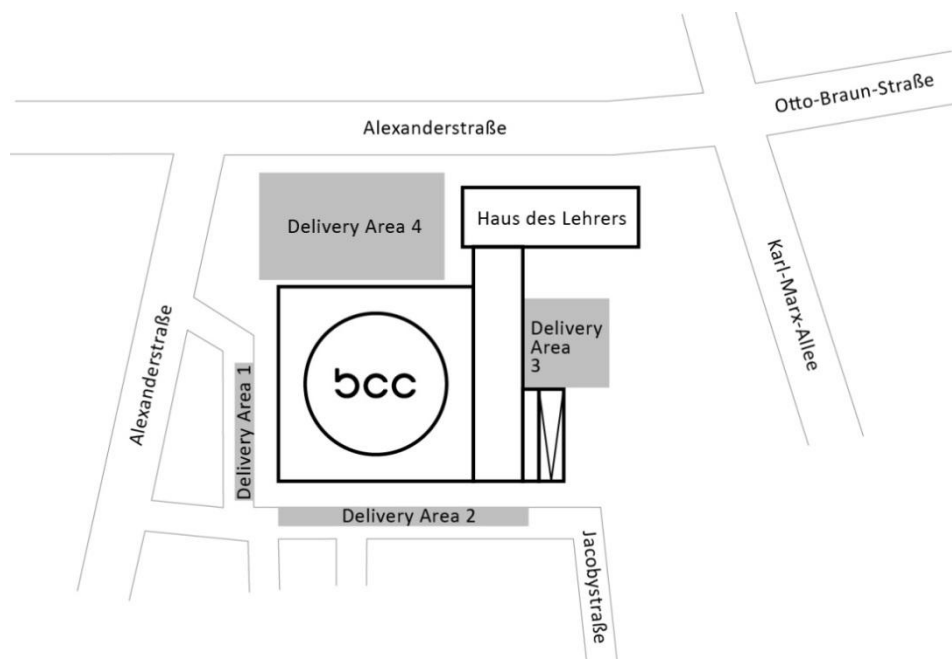 Otto-Braun-Straße
Alexanderstraße
Haus des Lehrers
Delivery Area 4
Karl-Marx-Allee
Delivery
Area
3
Alexanderstraße
bcc
Delivery Area 1
Delivery Area 2
Jacobystraße